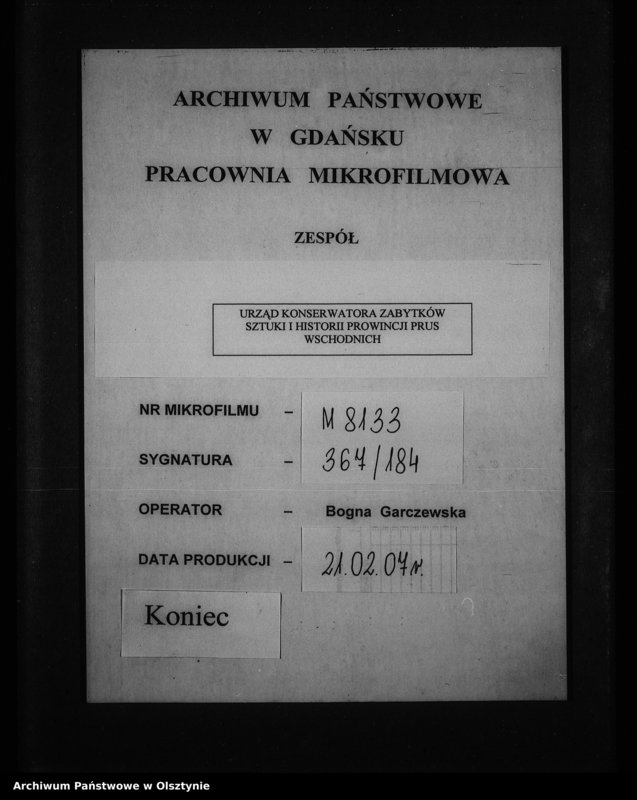 ARCHIWUM PAŃSTWOWE
W GDAŃSKU
PRACOWNIA MIKROFILMOWA
ZESPÓŁ
URZĄD KONSERWATORA ZABYTKÓW
SZTUKI I HISTORII PROWINCJI PRUS
WSCHODNICH
NR MIKROFILMU – M 8133
SYGNATURA – 367/184
OPERATOR – Bogna Garczewska
DATA PRODUKCJI – 21.02.07r.
Koniec
Archiwum Państwowe w Olsztynie